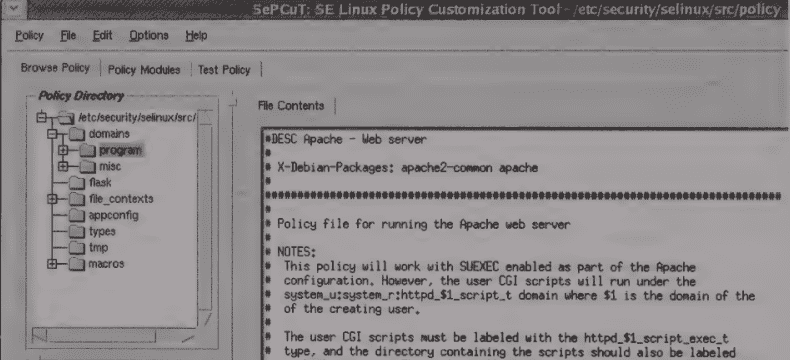 SePCuT: SE Linux Policy Customization Tool - /etc/security/selinux/src/policy
Policy File Edit Options Help
Browse Policy Policy Modules Test Policy
Policy Directory
/etc/security/selinux/src/
domains
program
misc
flask
file_contexts
appconfig
types
tmp
macros
File Contents
#DESC Apache - Web server
#
# X-Debian-Packages: apache2-common apache
#
#################################################################
#
# Policy file for running the Apache web server
#
# NOTES:
#  This policy will work with SUEXEC enabled as part of the Apache
#  configuration. However, the user CGI scripts will run under the
#  system_u:system_r:httpd_$1_script_t domain where $1 is the domain of the
#  of the creating user.
#
#  The user CGI scripts must be labeled with the httpd_$1_script_exec_t
#  type, and the directory containing the scripts should also be labeled